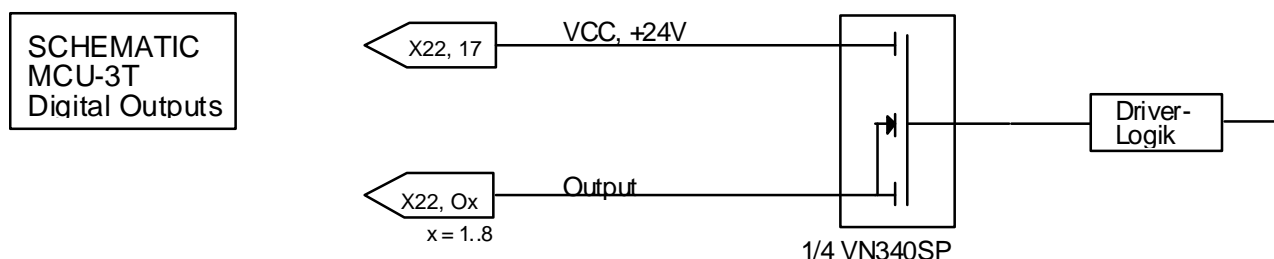 SCHEMATIC
MCU-3T
Digital Outputs
X22, 17
VCC, +24V
X22, Ox
x = 1..8
Output
1/4 VN340SP
Driver-
Logik